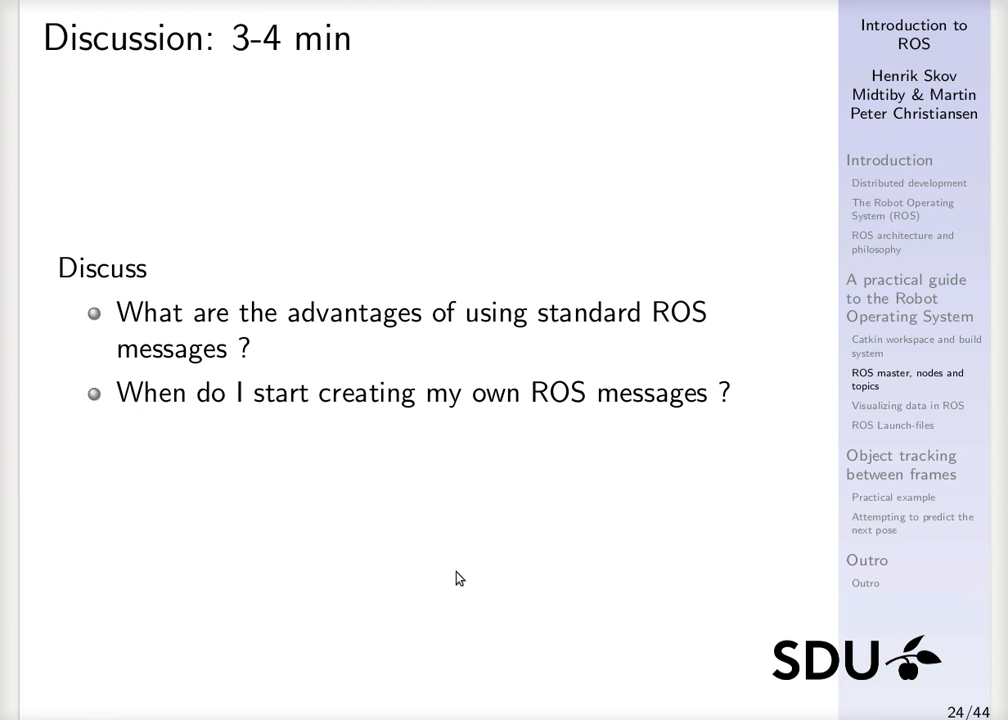 Discussion: 3-4 min
Discuss
What are the advantages of using standard ROS
messages ?
When do I start creating my own ROS messages ?
Introduction to
ROS
Henrik Skov
Midtiby & Martin
Peter Christiansen
Introduction
Distributed development
The Robot Operating
System (ROS)
ROS architecture and
philosophy
A practical guide
to the Robot
Operating System
Catkin workspace and build
system
ROS master, nodes and
topics
Visualizing data in ROS
ROS Launch-files
Object tracking
between frames
Practical example
Attempting to predict the
next pose
Outro
Outro
SDU
24/44